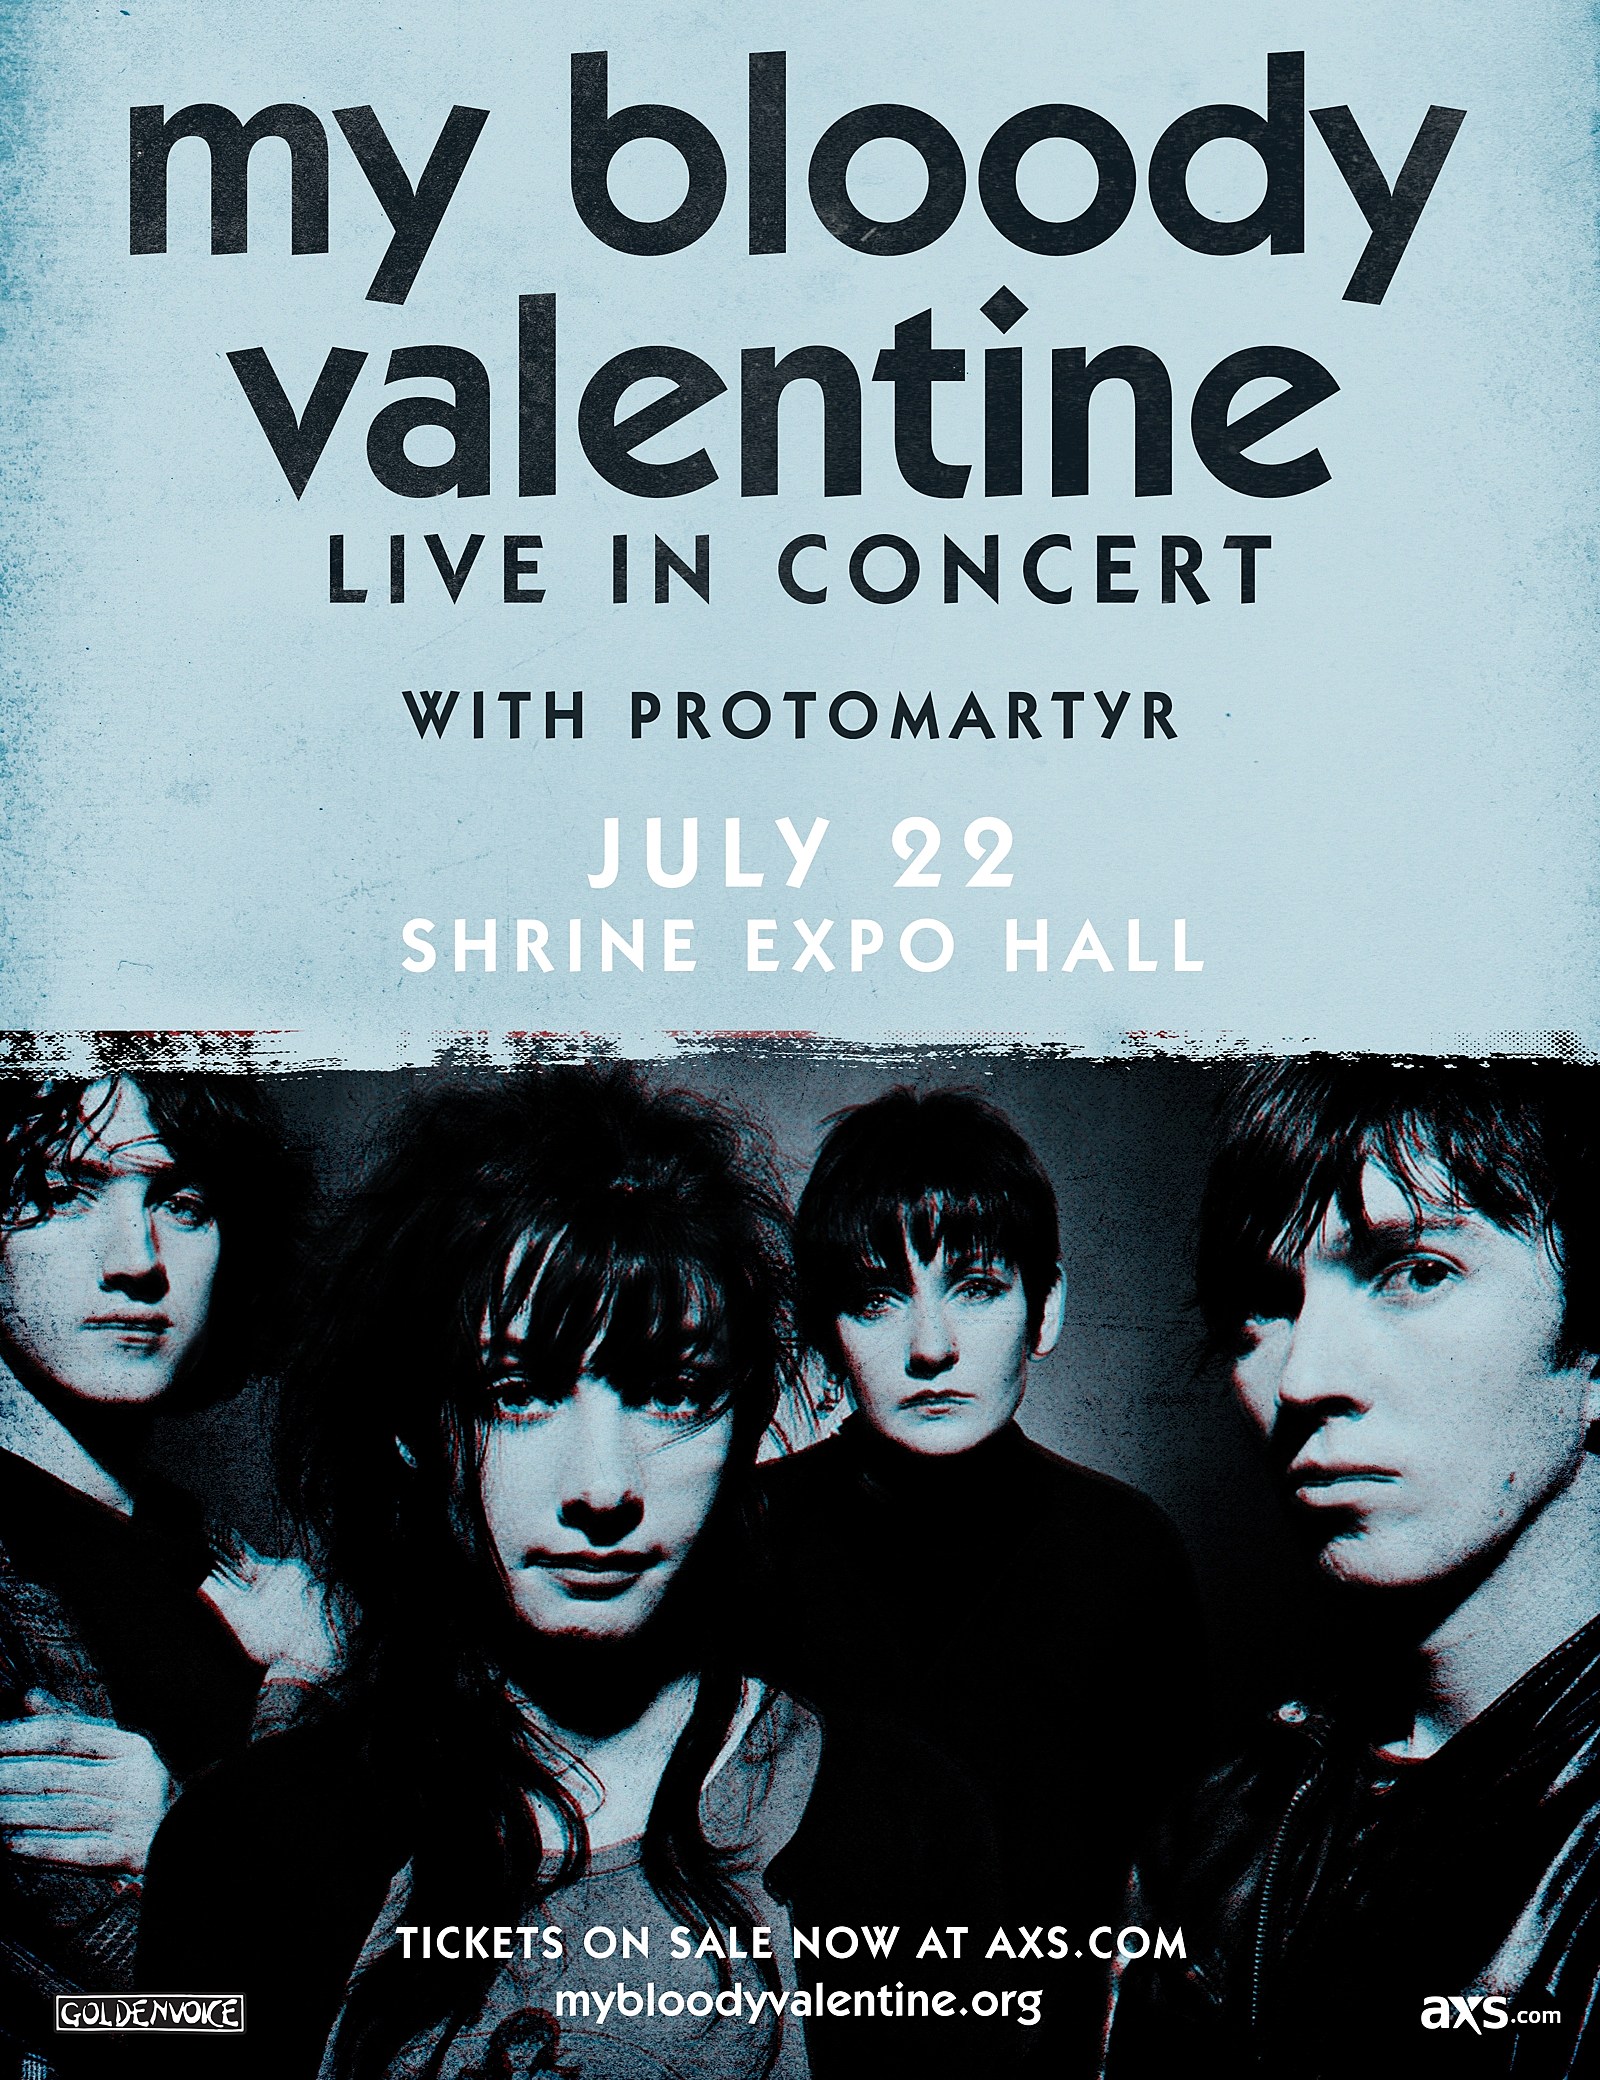 my bloody
valentine
LIVE IN CONCERT
WITH PROTOMARTYR
JULY 22
SHRINE EXPO HALL
TICKETS ON SALE NOW AT AXS.COM
mybloodyvalentine.org
GOLDENVOICE
axs.com